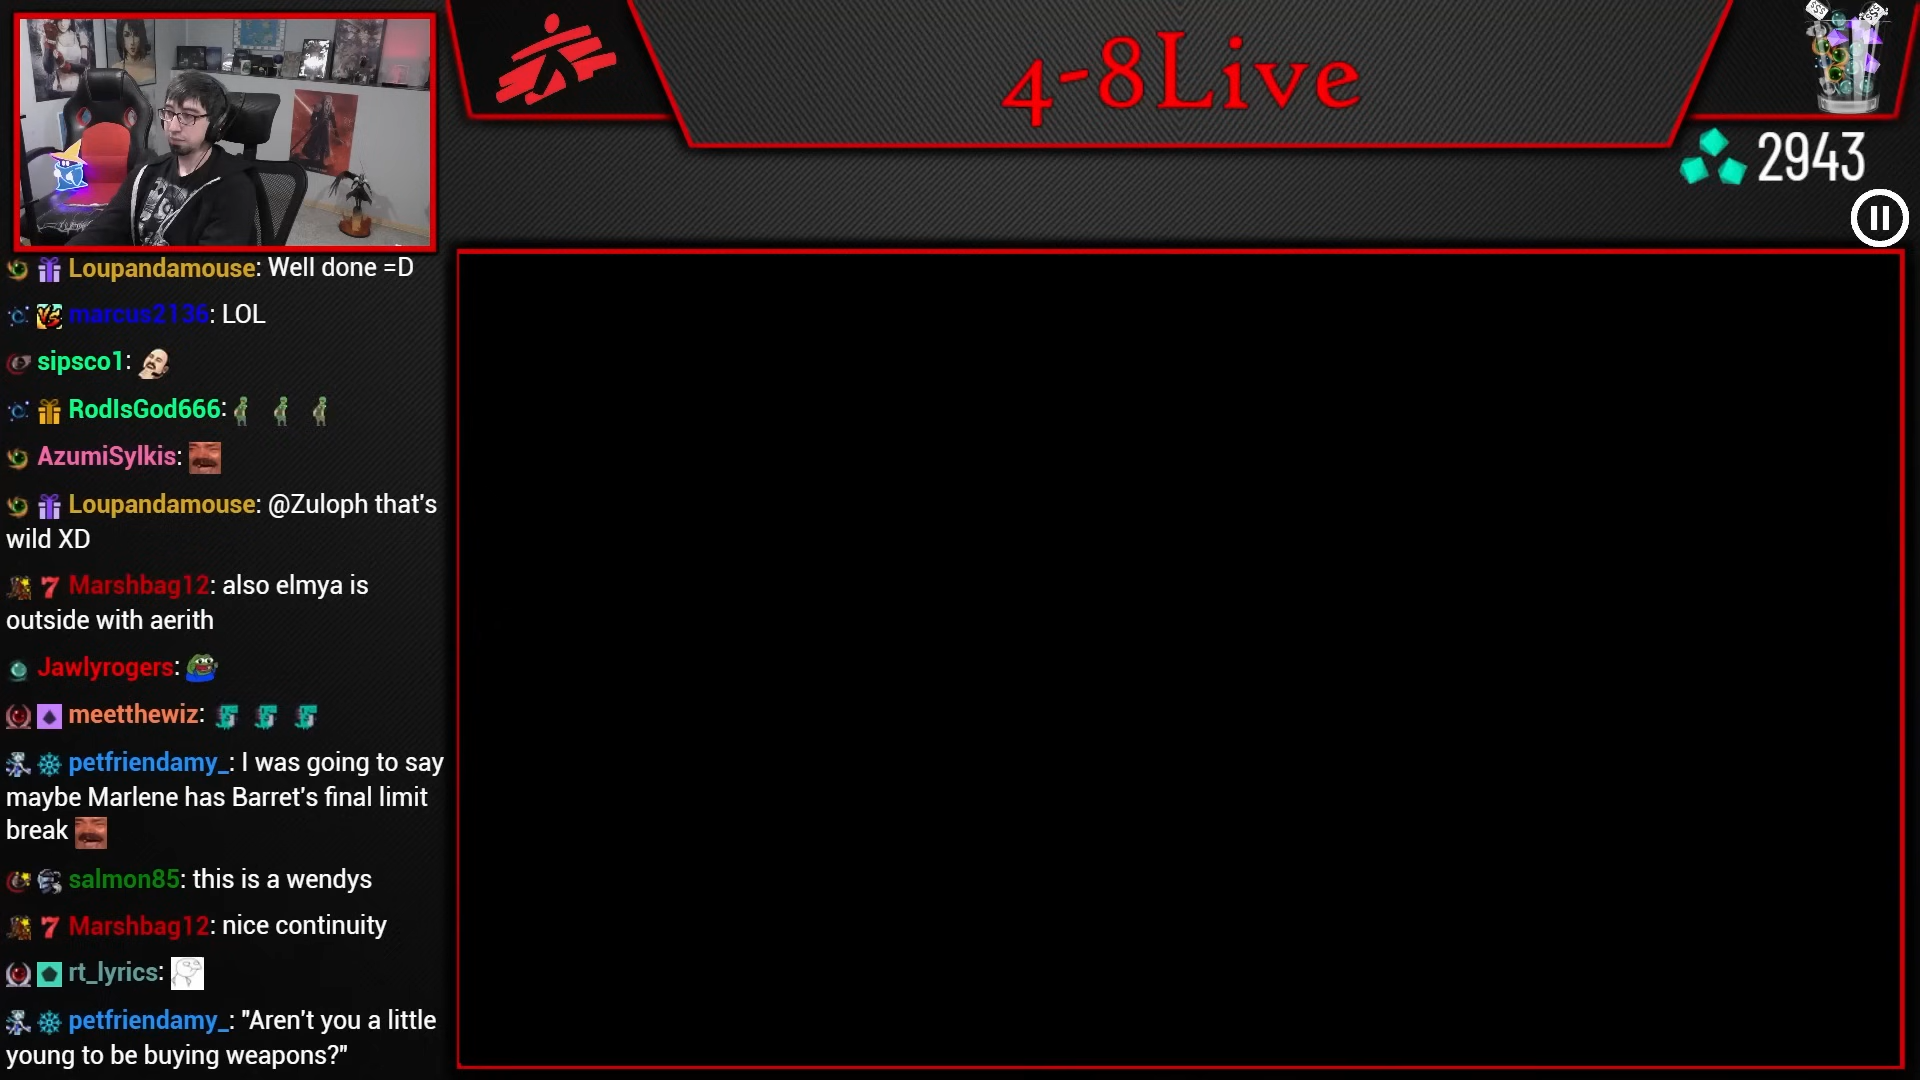 4-8Live
2943
Loupandamouse: Well done =D
marcus2136: LOL
sipsco1:
RodIsGod666:
AzumiSylkis:
Loupandamouse: @Zuloph that's
wild XD
7 Marshbag12: also elmya is
outside with aerith
Jawlyrogers:
meetthewiz:
petfriendamy_: I was going to say
maybe Marlene has Barret's final limit
break
salmon85: this is a wendys
7 Marshbag12: nice continuity
rt_lyrics:
petfriendamy_: "Aren't you a little
young to be buying weapons?"